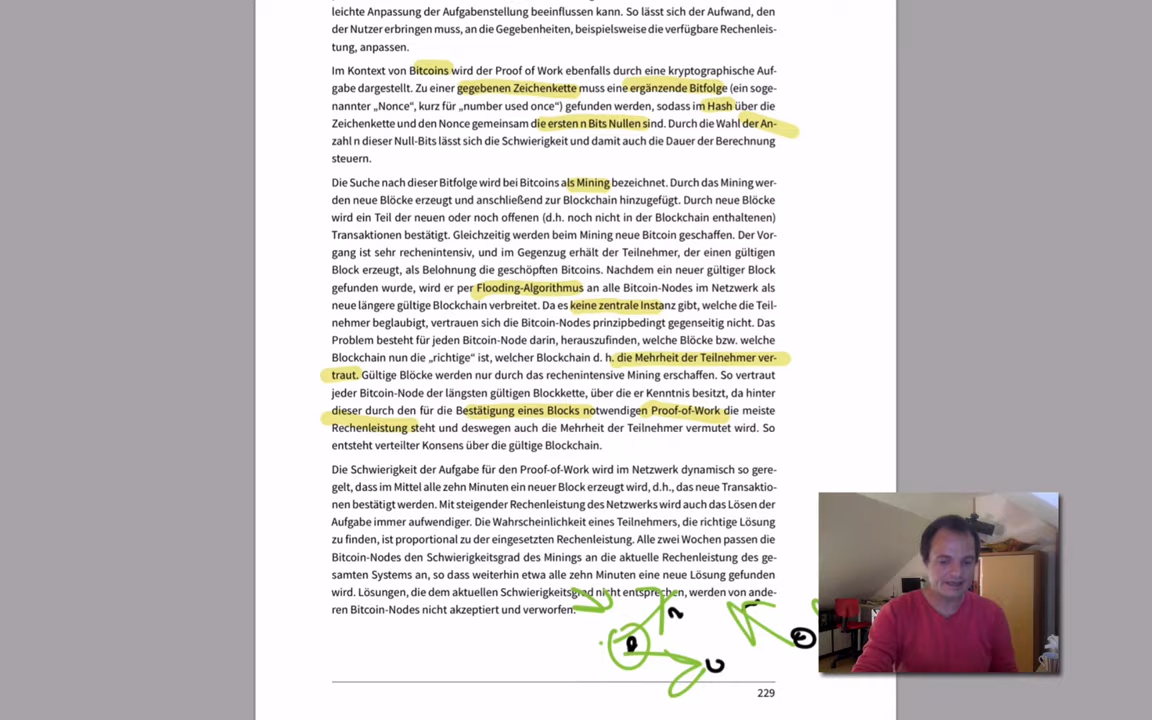 leichte Anpassung der Aufgabenstellung beeinflussen kann. So lässt sich der Aufwand, den
der Nutzer erbringen muss, an die Gegebenheiten, beispielsweise die verfügbare Rechenleis-
tung, anpassen.
Im Kontext von Bitcoins wird der Proof of Work ebenfalls durch eine kryptographische Auf-
gabe dargestellt. Zu einer gegebenen Zeichenkette muss eine ergänzende Bitfolge (ein soge-
nannter „Nonce“, kurz für „number used once“) gefunden werden, sodass im Hash über die
Zeichenkette und den Nonce gemeinsam die ersten n Bits Nullen sind. Durch die Wahl der An-
zahl n dieser Null-Bits lässt sich die Schwierigkeit und damit auch die Dauer der Berechnung
steuern.
Die Suche nach dieser Bitfolge wird bei Bitcoins als Mining bezeichnet. Durch das Mining wer-
den neue Blöcke erzeugt und anschließend zur Blockchain hinzugefügt. Durch neue Blöcke
wird ein Teil der neuen oder noch offenen (d.h. noch nicht in der Blockchain enthaltenen)
Transaktionen bestätigt. Gleichzeitig werden beim Mining neue Bitcoin geschaffen. Der Vor-
gang ist sehr rechenintensiv, und im Gegenzug erhält der Teilnehmer, der einen gültigen
Block erzeugt, als Belohnung die geschöpften Bitcoins. Nachdem ein neuer gültiger Block
gefunden wurde, wird er per Flooding-Algorithmus an alle Bitcoin-Nodes im Netzwerk als
neue längere gültige Blockchain verbreitet. Da es keine zentrale Instanz gibt, welche die Teil-
nehmer beglaubigt, vertrauen sich die Bitcoin-Nodes prinzipbedingt gegenseitig nicht. Das
Problem besteht für jeden Bitcoin-Node darin, herauszufinden, welche Blöcke bzw. welche
Blockchain nun die „richtige“ ist, welcher Blockchain d. h. die Mehrheit der Teilnehmer ver-
traut. Gültige Blöcke werden nur durch das rechenintensive Mining erschaffen. So vertraut
jeder Bitcoin-Node der längsten gültigen Blockkette, über die er Kenntnis besitzt, da hinter
dieser durch den für die Bestätigung eines Blocks notwendigen Proof-of-Work die meiste
Rechenleistung steht und deswegen auch die Mehrheit der Teilnehmer vermutet wird. So
entsteht verteilter Konsens über die gültige Blockchain.
Die Schwierigkeit der Aufgabe für den Proof-of-Work wird im Netzwerk dynamisch so gere-
gelt, dass im Mittel alle zehn Minuten ein neuer Block erzeugt wird, d.h., das neue Transaktio-
nen bestätigt werden. Mit steigender Rechenleistung des Netzwerks wird auch das Lösen der
Aufgabe immer aufwendiger. Die Wahrscheinlichkeit eines Teilnehmers, die richtige Lösung
zu finden, ist proportional zu der eingesetzten Rechenleistung. Alle zwei Wochen passen die
Bitcoin-Nodes den Schwierigkeitsgrad des Minings an die aktuelle Rechenleistung des ge-
samten Systems an, so dass weiterhin etwa alle zehn Minuten eine neue Lösung gefunden
wird. Lösungen, die dem aktuellen Schwierigkeitsgrad nicht entsprechen, werden von ande-
ren Bitcoin-Nodes nicht akzeptiert und verworfen.
229